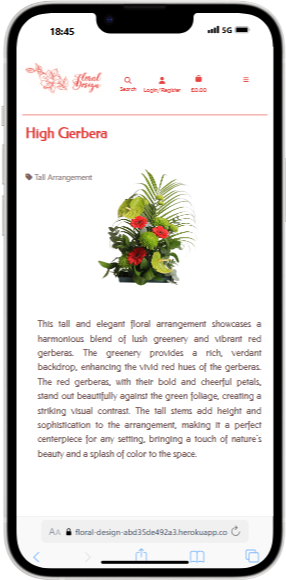 18:45
5G
Floral
Design
Search
Login/Register
£0.00
High Gerbera
Tall Arrangement
This tall and elegant floral arrangement showcases a
harmonious blend of lush greenery and vibrant red
gerberas. The greenery provides a rich, verdant
backdrop, enhancing the vivid red hues of the gerberas.
The red gerberas, with their bold and cheerful petals,
stand out beautifully against the green foliage, creating a
striking visual contrast. The tall stems add height and
sophistication to the arrangement, making it a perfect
centerpiece for any setting, bringing a touch of nature's
beauty and a splash of color to the space.
AA floral-design-abd35de492a3.herokuapp.co